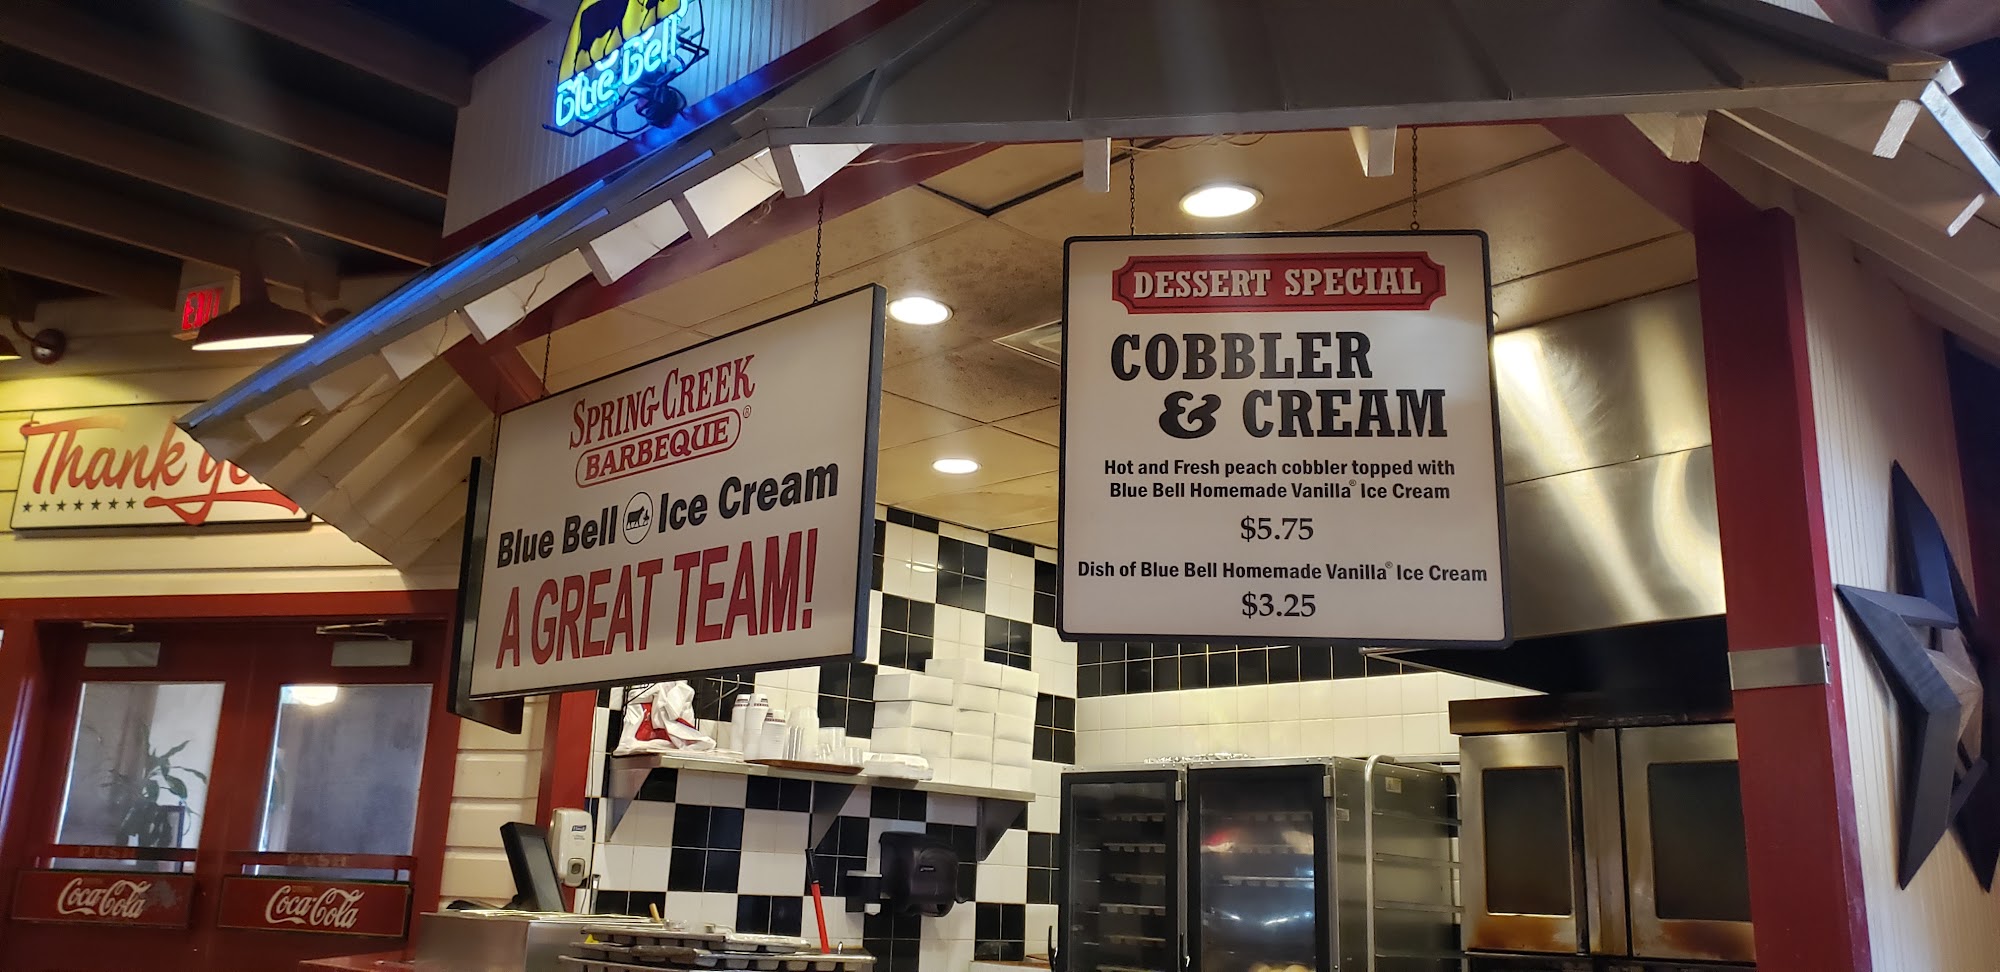 Blue Bell
EXIT
Thank you
SPRING CREEK
BARBEQUE®
Blue Bell Ice Cream
A GREAT TEAM!
DESSERT SPECIAL
COBBLER
& CREAM
Hot and Fresh peach cobbler topped with
Blue Bell Homemade Vanilla® Ice Cream
$5.75
Dish of Blue Bell Homemade Vanilla® Ice Cream
$3.25
PUSH
PUSH
Coca-Cola
Coca-Cola